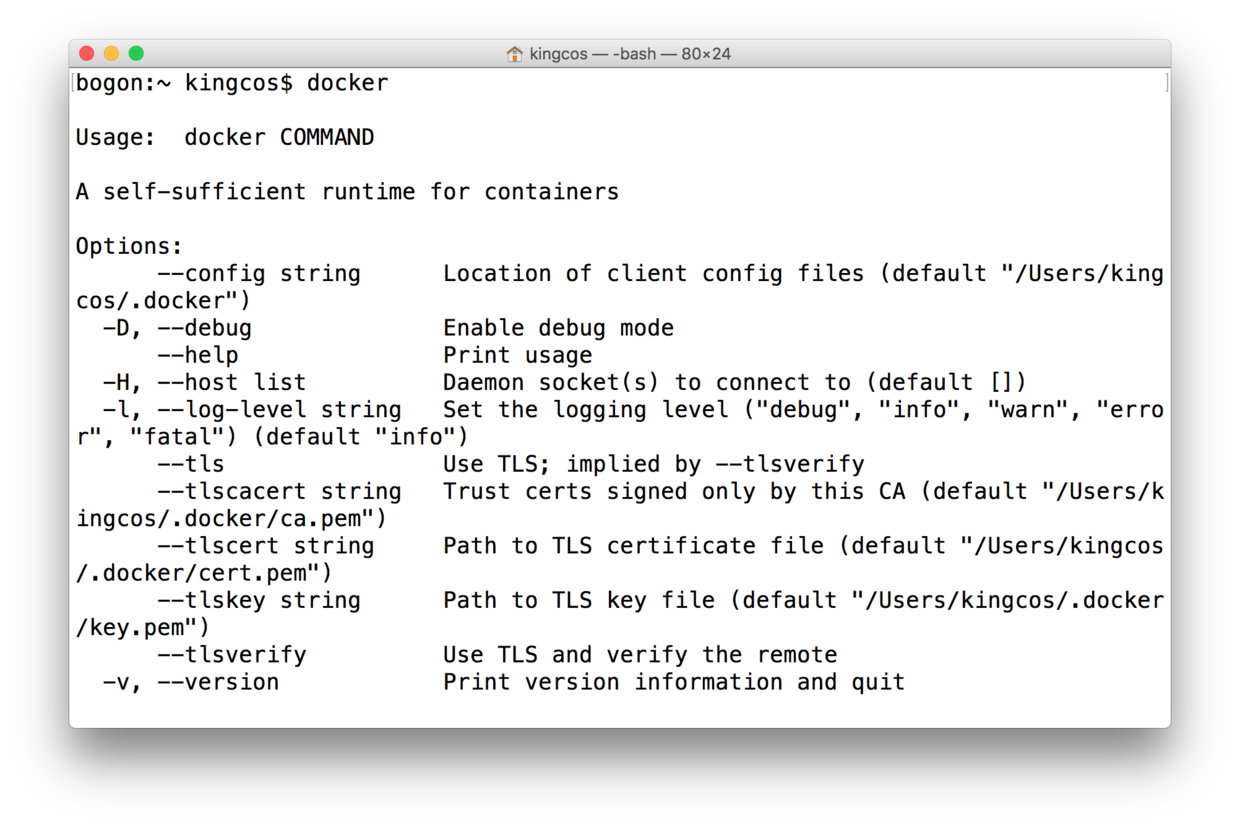 kingcos — -bash — 80×24
bogon:~ kingcos$ docker
Usage:  docker COMMAND
A self-sufficient runtime for containers
Options:
      --config string      Location of client config files (default "/Users/king
cos/.docker")
  -D, --debug              Enable debug mode
      --help               Print usage
  -H, --host list          Daemon socket(s) to connect to (default [])
  -l, --log-level string   Set the logging level ("debug", "info", "warn", "erro
r", "fatal") (default "info")
      --tls                Use TLS; implied by --tlsverify
      --tlscacert string   Trust certs signed only by this CA (default "/Users/k
ingcos/.docker/ca.pem")
      --tlscert string     Path to TLS certificate file (default "/Users/kingcos
/.docker/cert.pem")
      --tlskey string      Path to TLS key file (default "/Users/kingcos/.docker
/key.pem")
      --tlsverify          Use TLS and verify the remote
  -v, --version            Print version information and quit